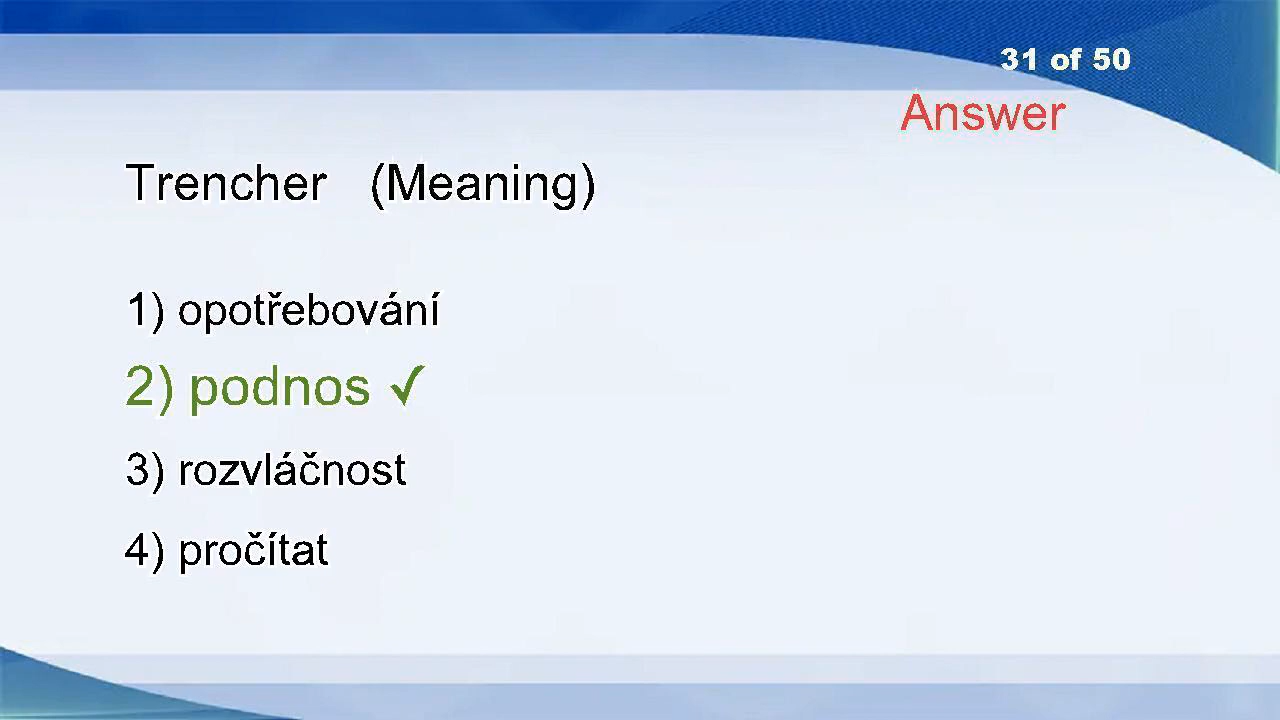 31 of 50
Answer
Trencher (Meaning)
1) opotřebování
2) podnos ✓
3) rozvláčnost
4) pročítat